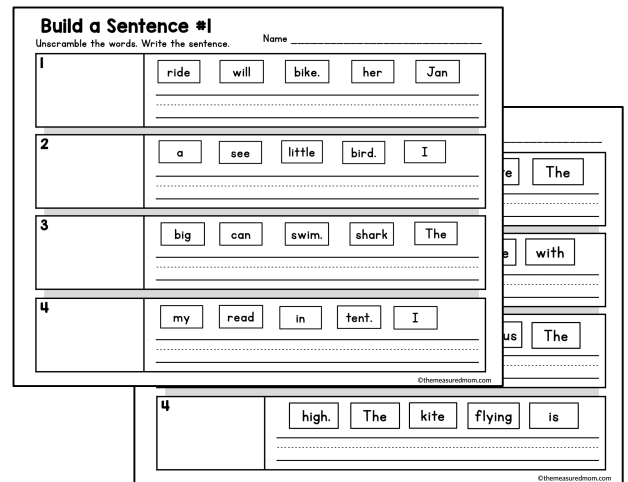 Build a Sentence #1
Unscramble the words. Write the sentence.
Name
1
ride will bike. her Jan
2
a see little bird. I
3
big can swim. shark The
4
my read in tent. I
©themeasuredmom.com
The
with
us The
4
high. The kite flying is
©themeasuredmom.com